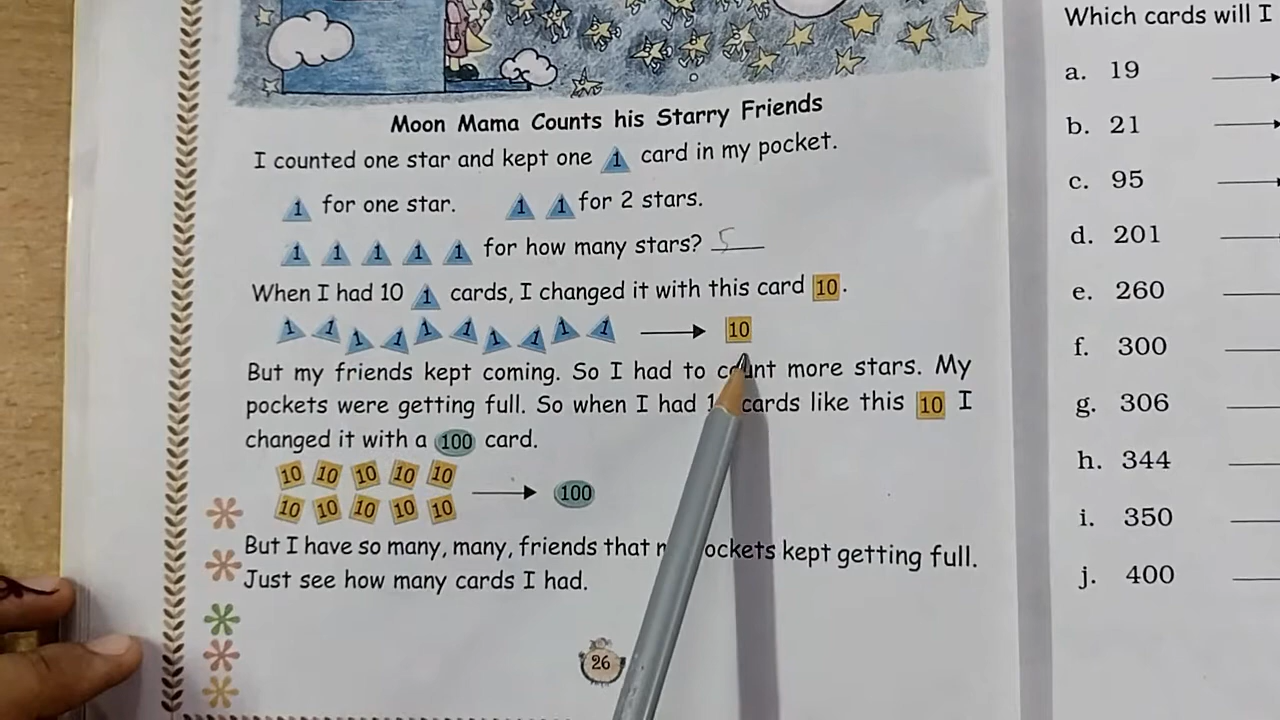 Moon Mama Counts his Starry Friends
I counted one star and kept one 1 card in my pocket.
1 for one star. 1 1 for 2 stars.
1 1 1 1 1 for how many stars? 5
When I had 10 1 cards, I changed it with this card 10.
1 1 1 1 1 1 1 1 1 1 → 10
But my friends kept coming. So I had to count more stars. My
pockets were getting full. So when I had cards like this 10 I
changed it with a 100 card.
10 10 10 10 10
10 10 10 10 10 → 100
But I have so many, many, friends that pockets kept getting full.
Just see how many cards I had.
26
Which cards will I
a. 19
b. 21
c. 95
d. 201
e. 260
f. 300
g. 306
h. 344
i. 350
j. 400